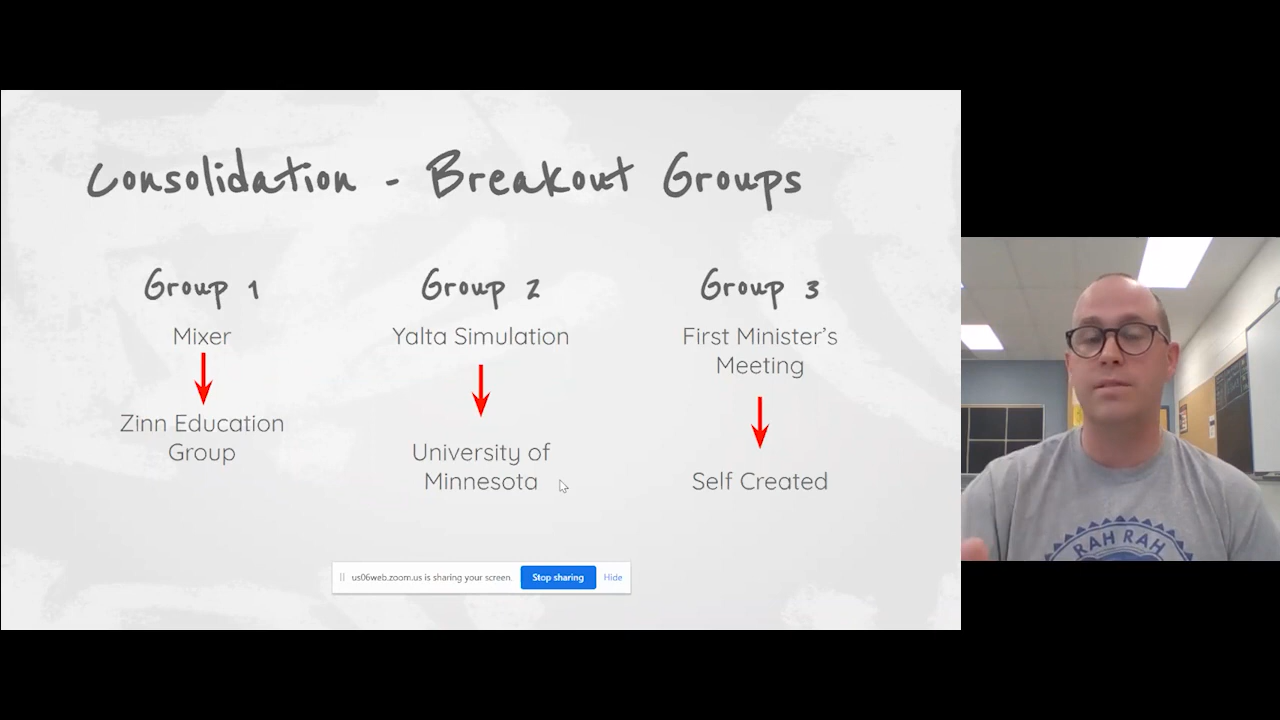 Consolidation - Breakout Groups
Group 1
Mixer
Zinn Education
Group
Group 2
Yalta Simulation
University of
Minnesota
Group 3
First Minister's
Meeting
Self Created
us06web.zoom.us is sharing your screen.
Stop sharing
Hide
RAH RAH